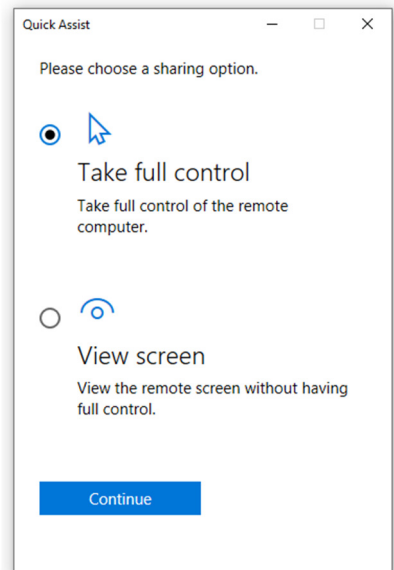 Quick Assist
Please choose a sharing option.
Take full control
Take full control of the remote
computer.
View screen
View the remote screen without having
full control.
Continue